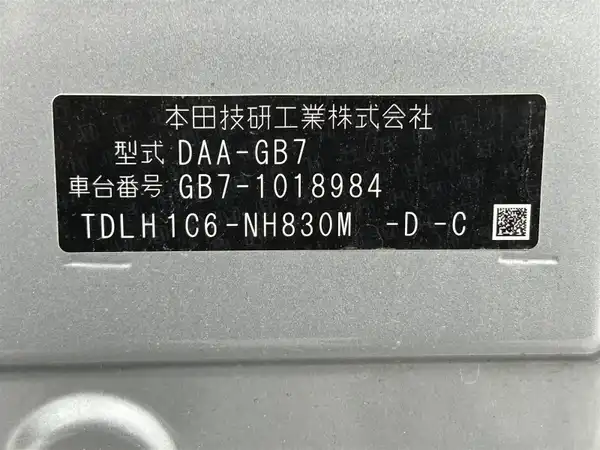 本田技研工業株式会社
型式 DAA-GB7
車台番号 GB7-1018984
TDLH1C6-NH830M -D-C